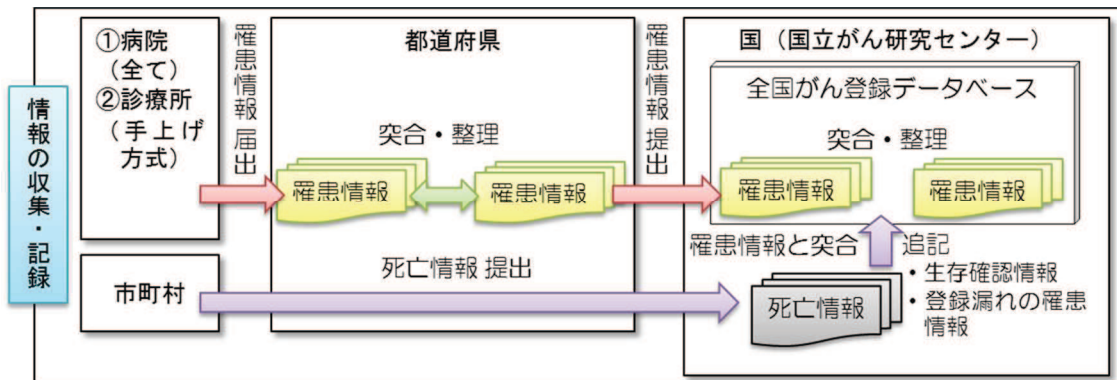 情報の収集・記録
①病院
(全て)
②診療所
(手上げ
方式)
罹患情報 届出
都道府県
突合・整理
罹患情報
罹患情報
罹患情報 提出
国(国立がん研究センター)
全国がん登録データベース
突合・整理
罹患情報
罹患情報
罹患情報と突合
追記
・生存確認情報
・登録漏れの罹患
情報
市町村
死亡情報 提出
死亡情報